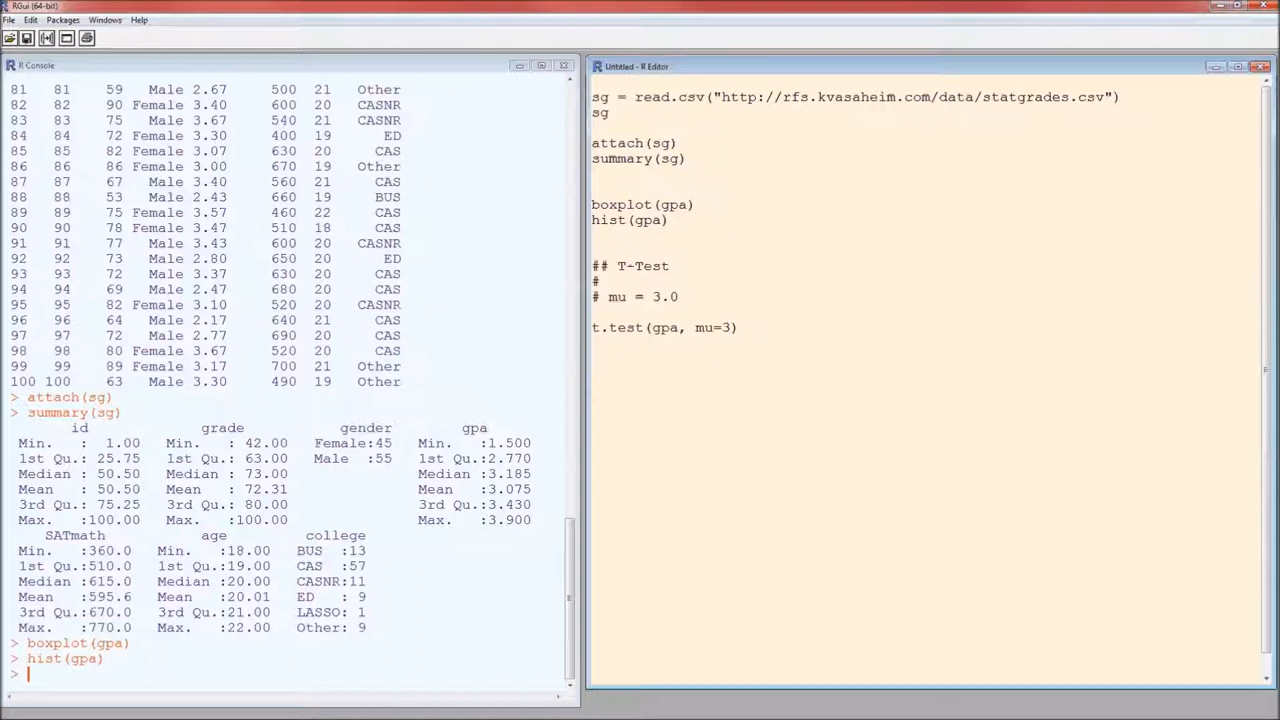 RGui (64-bit)
File Edit Packages Windows Help
R Console
81 81 59 Male 2.67 500 21 Other
82 82 90 Female 3.40 600 20 CASNR
83 83 75 Male 3.67 540 21 CASNR
84 84 72 Female 3.30 400 19 ED
85 85 82 Female 3.07 630 20 CAS
86 86 86 Female 3.00 670 19 Other
87 87 67 Male 3.40 560 21 CAS
88 88 53 Male 2.43 660 19 BUS
89 89 75 Female 3.57 460 22 CAS
90 90 78 Female 3.47 510 18 CAS
91 91 77 Male 3.43 600 20 CASNR
92 92 73 Male 2.80 650 20 ED
93 93 72 Female 3.37 630 20 CAS
94 94 69 Male 2.47 680 20 CAS
95 95 82 Female 3.10 520 20 CASNR
96 96 64 Male 2.17 640 21 CAS
97 97 72 Male 2.77 690 20 CAS
98 98 80 Female 3.67 520 20 CAS
99 99 89 Female 3.17 700 21 Other
100 100 63 Male 3.30 490 19 Other
> attach(sg)
> summary(sg)
id grade gender gpa
Min. : 1.00 Min. : 42.00 Female:45 Min. :1.500
1st Qu.: 25.75 1st Qu.: 63.00 Male :55 1st Qu.:2.770
Median : 50.50 Median : 73.00 Median :3.185
Mean : 50.50 Mean : 72.31 Mean :3.075
3rd Qu.: 75.25 3rd Qu.: 80.00 3rd Qu.:3.430
Max. :100.00 Max. :100.00 Max. :3.900
SATmath age college
Min. :360.0 Min. :18.00 BUS :13
1st Qu.:510.0 1st Qu.:19.00 CAS :57
Median :615.0 Median :20.00 CASNR:11
Mean :595.6 Mean :20.01 ED : 9
3rd Qu.:670.0 3rd Qu.:21.00 LASSO: 1
Max. :770.0 Max. :22.00 Other: 9
> boxplot(gpa)
> hist(gpa)
>
Untitled - R Editor
sg = read.csv("http://rfs.kvasaheim.com/data/statgrades.csv")
sg
attach(sg)
summary(sg)
boxplot(gpa)
hist(gpa)
## T-Test
#
# mu = 3.0
t.test(gpa, mu=3)